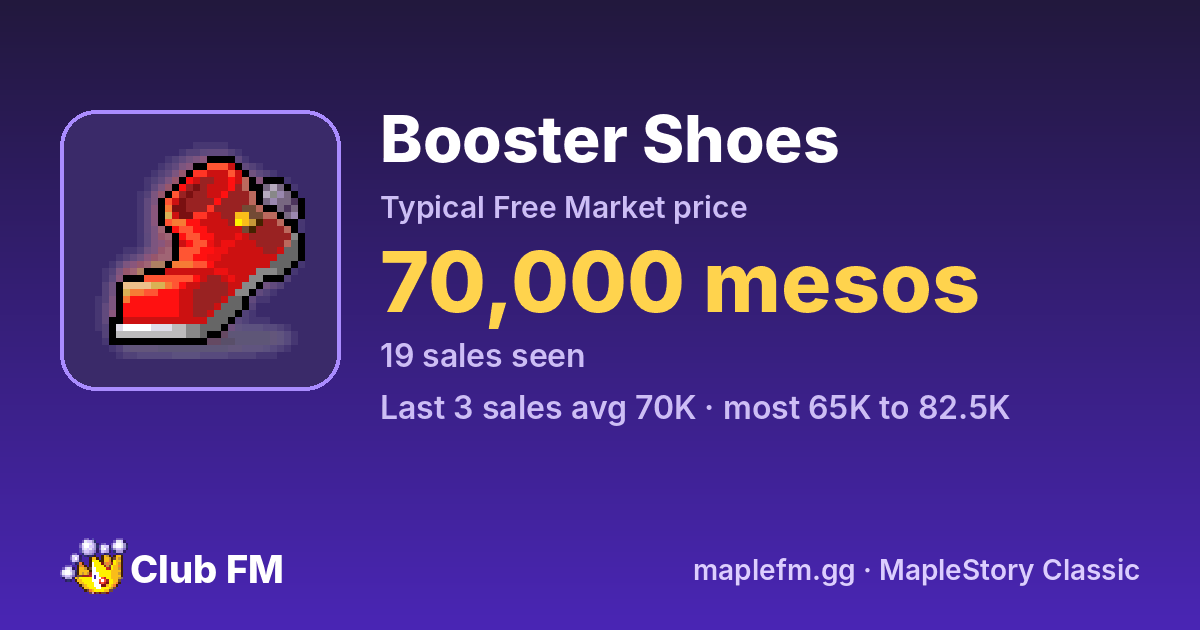 Booster Shoes
Typical Free Market price
70,000 mesos
19 sales seen
Last 3 sales avg 70K · most 65K to 82.5K
Club FM
maplefm.gg · MapleStory Classic